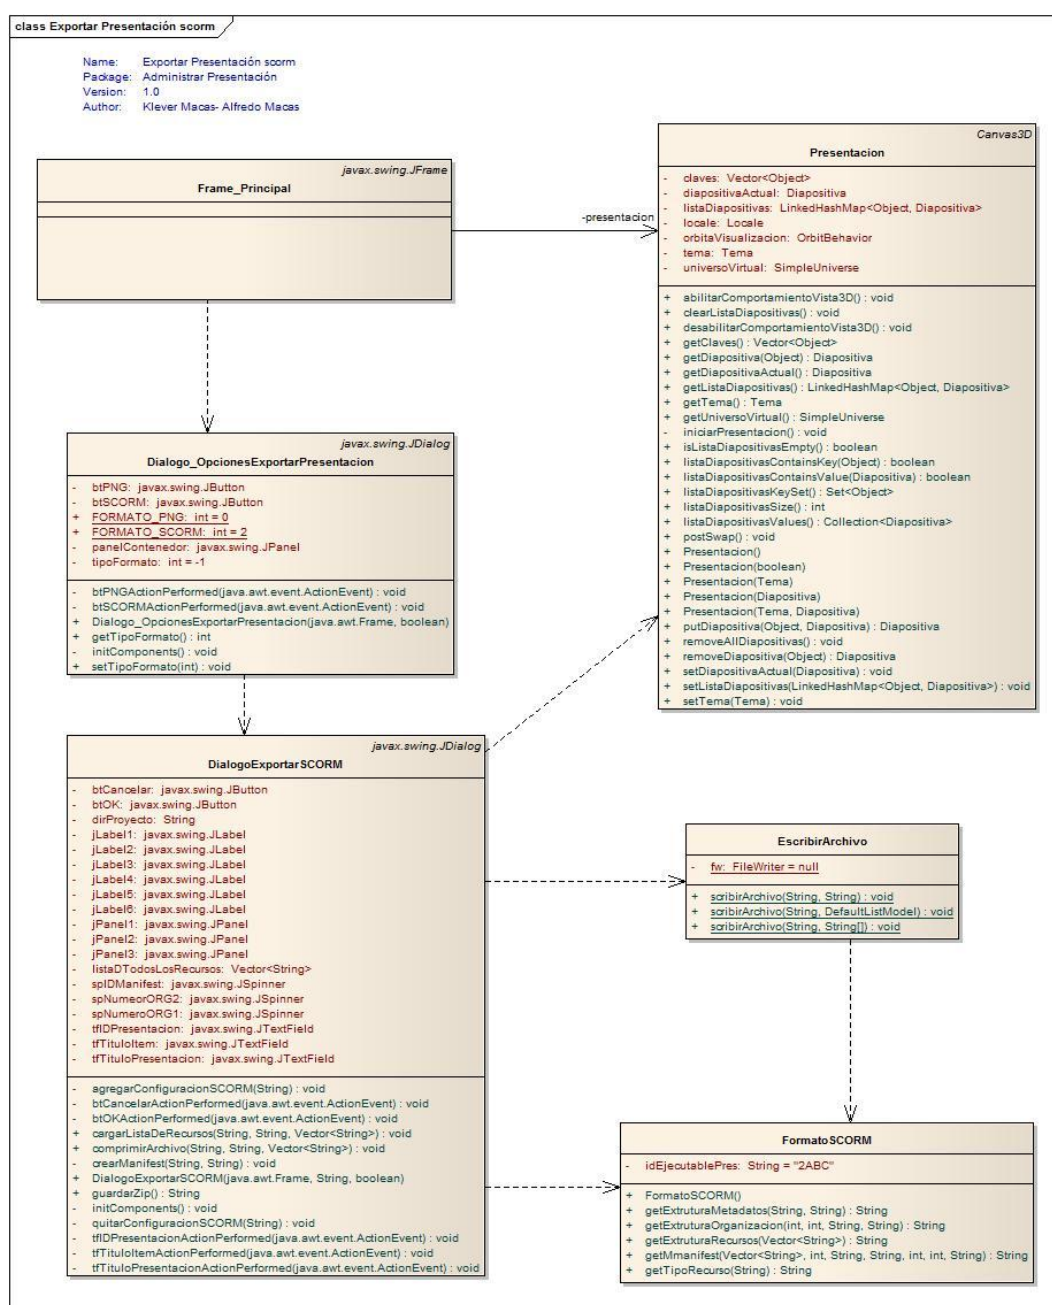 class Exportar Presentación scorm
Name: Exportar Presentación scorm
Package: Administrar Presentación
Version: 1.0
Author: Klever Macas- Alfredo Macas
javax.swing.JFrame
Frame_Principal
-presentacion
Canvas3D
Presentacion
- claves: Vector<Object>
- diapositivaActual: Diapositiva
- listaDiapositivas: LinkedHashMap<Object, Diapositiva>
- locale: Locale
- orbitaVisualizacion: OrbitBehavior
- tema: Tema
- universoVirtual: SimpleUniverse
+ abilitarComportamientoVista3D() : void
+ clearListaDiapositivas() : void
+ desabilitarComportamientoVista3D() : void
+ getClaves() : Vector<Object>
+ getDiapositiva(Object) : Diapositiva
+ getDiapositivaActual() : Diapositiva
+ getListaDiapositivas() : LinkedHashMap<Object, Diapositiva>
+ getTema() : Tema
+ getUniversoVirtual() : SimpleUniverse
- iniciarPresentacion() : void
+ isListaDiapositivasEmpty() : boolean
+ listaDiapositivasContainsKey(Object) : boolean
+ listaDiapositivasContainsValue(Diapositiva) : boolean
+ listaDiapositivasKeySet() : Set<Object>
+ listaDiapositivasSize() : int
+ listaDiapositivasValues() : Collection<Diapositiva>
+ postSwap() : void
+ Presentacion()
+ Presentacion(boolean)
+ Presentacion(Tema)
+ Presentacion(Diapositiva)
+ Presentacion(Tema, Diapositiva)
+ putDiapositiva(Object, Diapositiva) : Diapositiva
+ removeAllDiapositivas() : void
+ removeDiapositiva(Object) : Diapositiva
+ setDiapositivaActual(Diapositiva) : void
+ setListaDiapositivas(LinkedHashMap<Object, Diapositiva>) : void
+ setTema(Tema) : void
javax.swing.JDialog
Dialogo_OpcionesExportarPresentacion
- btPNG: javax.swing.JButton
- btSCORM: javax.swing.JButton
+ FORMATO_PNG: int = 0
+ FORMATO_SCORM: int = 2
- panelContenedor: javax.swing.JPanel
- tipoFormato: int = -1
- btPNGActionPerformed(java.awt.event.ActionEvent) : void
- btSCORMActionPerformed(java.awt.event.ActionEvent) : void
+ Dialogo_OpcionesExportarPresentacion(java.awt.Frame, boolean)
+ getTipoFormato() : int
- initComponents() : void
+ setTipoFormato(int) : void
javax.swing.JDialog
DialogoExportarSCORM
- btCancelar: javax.swing.JButton
- btOK: javax.swing.JButton
- dirProyecto: String
- jLabel1: javax.swing.JLabel
- jLabel2: javax.swing.JLabel
- jLabel3: javax.swing.JLabel
- jLabel4: javax.swing.JLabel
- jLabel5: javax.swing.JLabel
- jLabel6: javax.swing.JLabel
- jPanel1: javax.swing.JPanel
- jPanel2: javax.swing.JPanel
- jPanel3: javax.swing.JPanel
- listaDTodosLosRecursos: Vector<String>
- spIDManifest: javax.swing.JSpinner
- spNumeorORG2: javax.swing.JSpinner
- spNumeroORG1: javax.swing.JSpinner
- tfIDPresentacion: javax.swing.JTextField
- tfTituloItem: javax.swing.JTextField
- tfTituloPresentacion: javax.swing.JTextField
- agregarConfiguracionSCORM(String) : void
- btCancelarActionPerformed(java.awt.event.ActionEvent) : void
- btOKActionPerformed(java.awt.event.ActionEvent) : void
+ cargarListaDeRecursos(String, String, Vector<String>) : void
+ comprimirArchivo(String, String, Vector<String>) : void
- crearManifest(String, String) : void
+ DialogoExportarSCORM(java.awt.Frame, String, boolean)
+ guardarZip() : String
- initComponents() : void
- quitarConfiguracionSCORM(String) : void
- tfIDPresentacionActionPerformed(java.awt.event.ActionEvent) : void
- tfTituloItemActionPerformed(java.awt.event.ActionEvent) : void
- tfTituloPresentacionActionPerformed(java.awt.event.ActionEvent) : void
EscribirArchivo
- fw: FileWriter = null
+ scribirArchivo(String, String) : void
+ scribirArchivo(String, DefaultListModel) : void
+ scribirArchivo(String, String[]) : void
FormatoSCORM
- idEjecutablePres: String = "2ABC"
+ FormatoSCORM()
+ getExtruturaMetadatos(String, String) : String
+ getExtruturaOrganizacion(int, int, String, String) : String
+ getExtruturaRecursos(Vector<String>) : String
+ getMmanifest(Vector<String>, int, String, String, int, int, String) : String
+ getTipoRecurso(String) : String